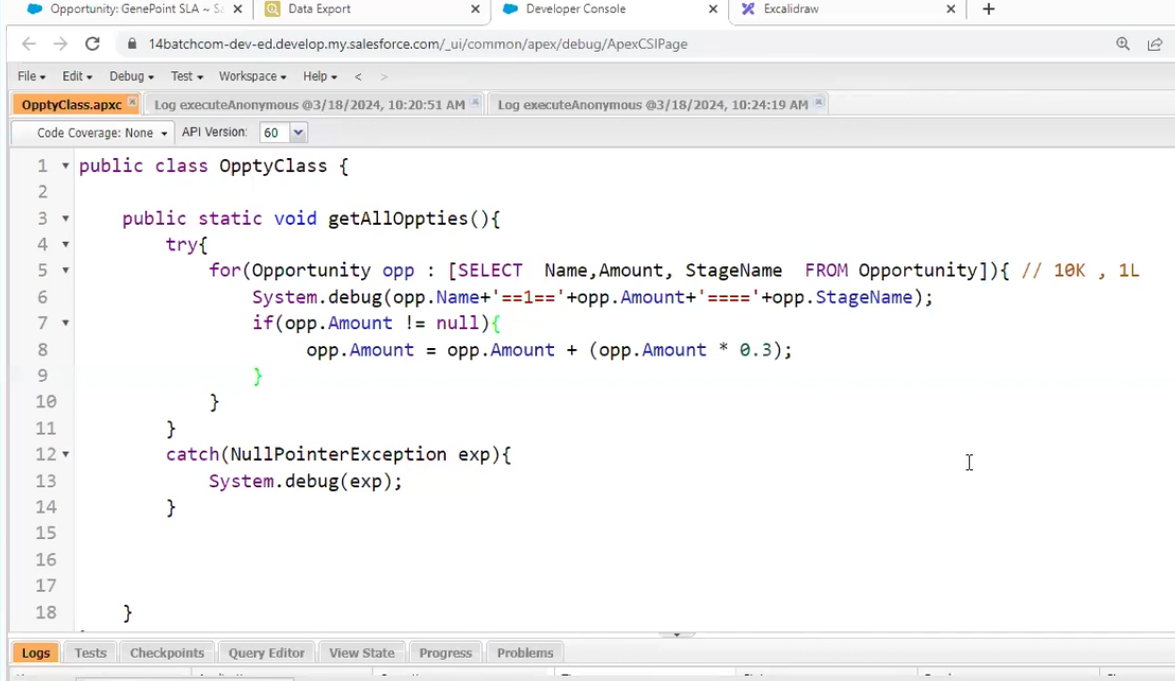 Opportunity: GenePoint SLA ~
Data Export
Developer Console
Excalidraw
14batchcom-dev-ed.develop.my.salesforce.com/_ui/common/apex/debug/ApexCSIPage
File Edit Debug Test Workspace Help < >
OpptyClass.apxc Log executeAnonymous @3/18/2024, 10:20:51 AM Log executeAnonymous @3/18/2024, 10:24:19 AM
Code Coverage: None API Version: 60
1 public class OpptyClass {
2
3 public static void getAllOppties(){
4 try{
5 for(Opportunity opp : [SELECT Name,Amount, StageName FROM Opportunity]){ // 10K , 1L
6 System.debug(opp.Name+'==1=='+opp.Amount+'===='+opp.StageName);
7 if(opp.Amount != null){
8 opp.Amount = opp.Amount + (opp.Amount * 0.3);
9 }
10 }
11 }
12 catch(NullPointerException exp){
13 System.debug(exp);
14 }
15
16
17
18 }
Logs Tests Checkpoints Query Editor View State Progress Problems